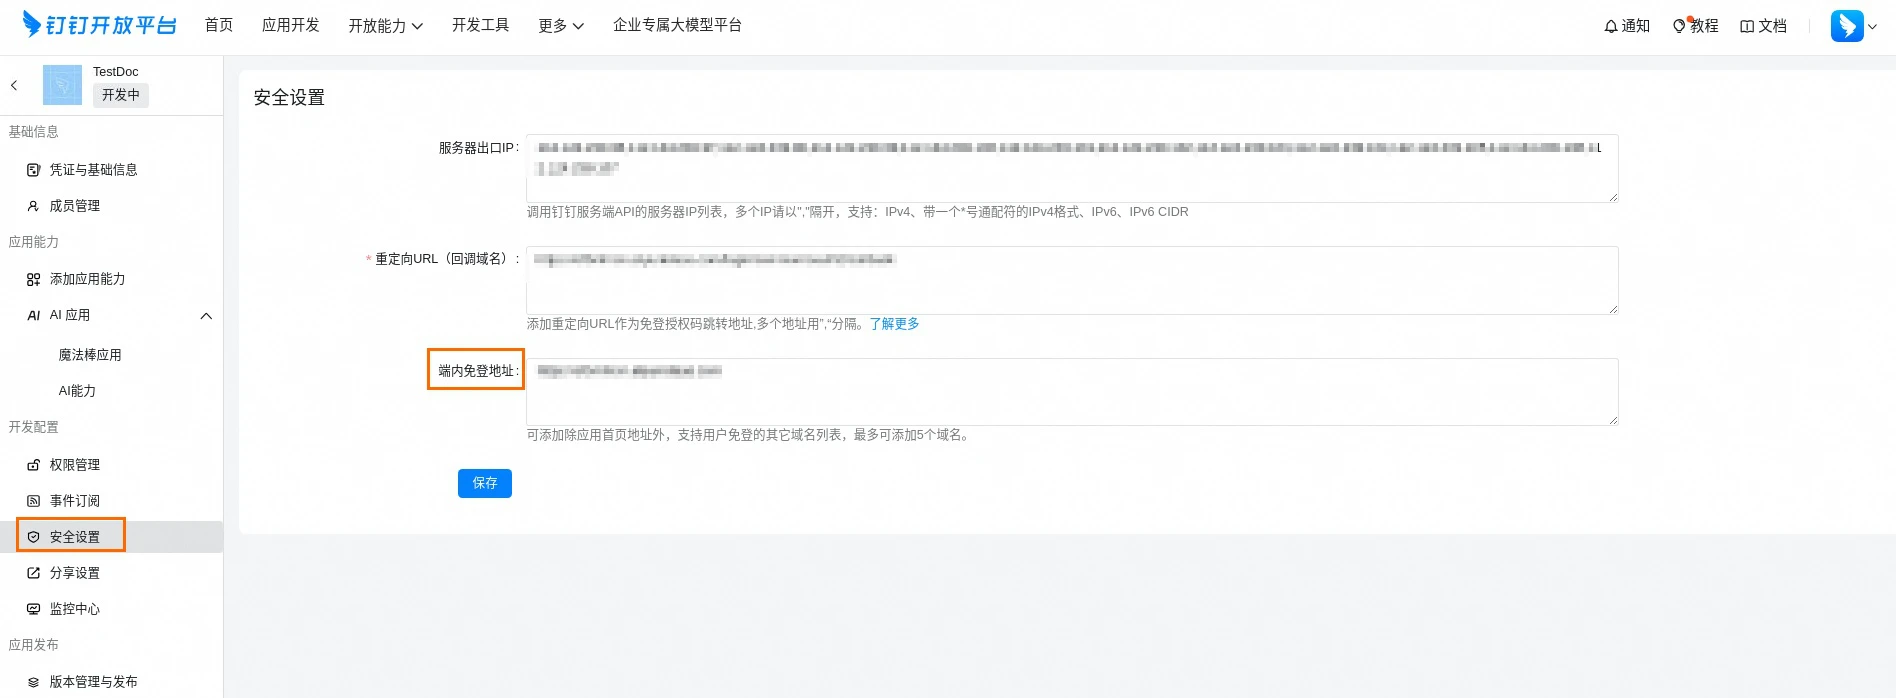 钉钉开放平台 首页 应用开发 开放能力 开发工具 更多 企业专属大模型平台 通知 教程 文档
TestDoc
开发中
基础信息
凭证与基础信息
成员管理
应用能力
添加应用能力
AI AI 应用
魔法棒应用
AI能力
开发配置
权限管理
事件订阅
安全设置
分享设置
监控中心
应用发布
版本管理与发布
安全设置
服务器出口IP:
调用钉钉服务端API的服务器IP列表，多个IP请以","隔开，支持：IPv4、带一个*号通配符的IPv4格式、IPv6、IPv6 CIDR
* 重定向URL（回调域名）:
添加重定向URL作为免登授权码跳转地址,多个地址用”,“分隔。了解更多
端内免登地址:
可添加除应用首页地址外，支持用户免登的其它域名列表，最多可添加5个域名。
保存